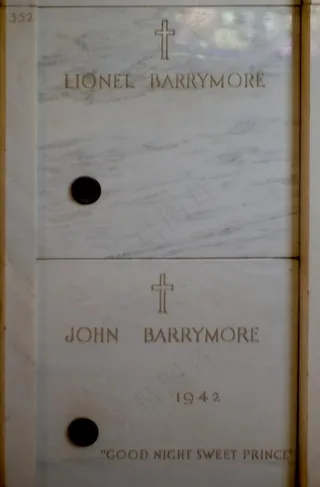 352
LIONEL BARRYMORE
JOHN BARRYMORE
1942
"GOOD NIGHT SWEET PRINCE"